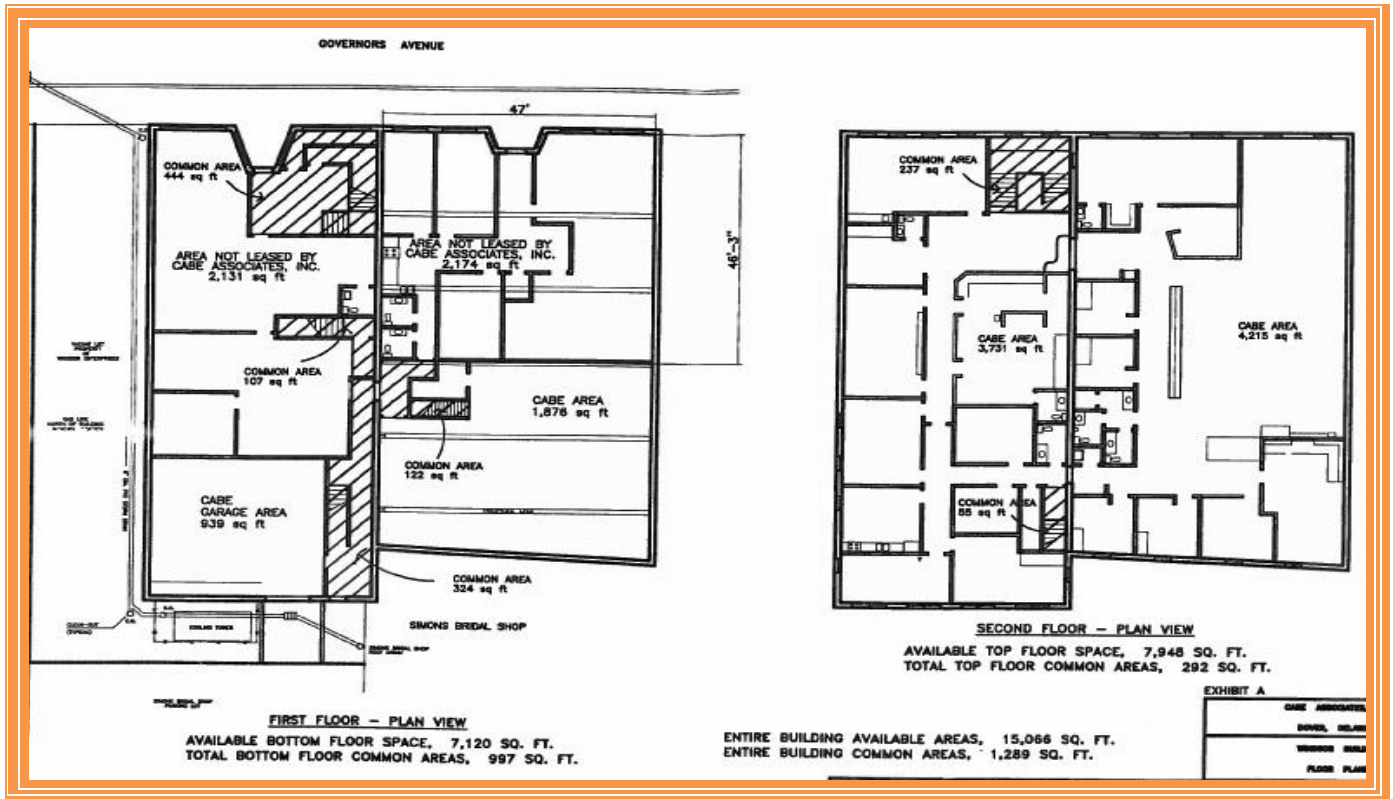 GOVERNORS AVENUE
47'
46'-3"
COMMON AREA
444 sq ft
AREA NOT LEASED BY
CABE ASSOCIATES, INC.
2,131 sq ft
AREA NOT LEASED BY
CABE ASSOCIATES, INC.
2,174 sq ft
COMMON AREA
107 sq ft
CABE AREA
1,876 sq ft
COMMON AREA
122 sq ft
CABE
GARAGE AREA
939 sq ft
COMMON AREA
324 sq ft
COOLING TOWER
SIMONS BRIDAL SHOP
FIRST FLOOR - PLAN VIEW
AVAILABLE BOTTOM FLOOR SPACE, 7,120 SQ. FT.
TOTAL BOTTOM FLOOR COMMON AREAS, 997 SQ. FT.
COMMON AREA
237 sq ft
CABE AREA
3,731 sq ft
CABE AREA
4,215 sq ft
COMMON AREA
55 sq ft
SECOND FLOOR - PLAN VIEW
AVAILABLE TOP FLOOR SPACE, 7,948 SQ. FT.
TOTAL TOP FLOOR COMMON AREAS, 292 SQ. FT.
ENTIRE BUILDING AVAILABLE AREAS, 15,066 SQ. FT.
ENTIRE BUILDING COMMON AREAS, 1,289 SQ. FT.
EXHIBIT A
CABE ASSOCIATES,
DOVER,
WINDSOR
FLOOR